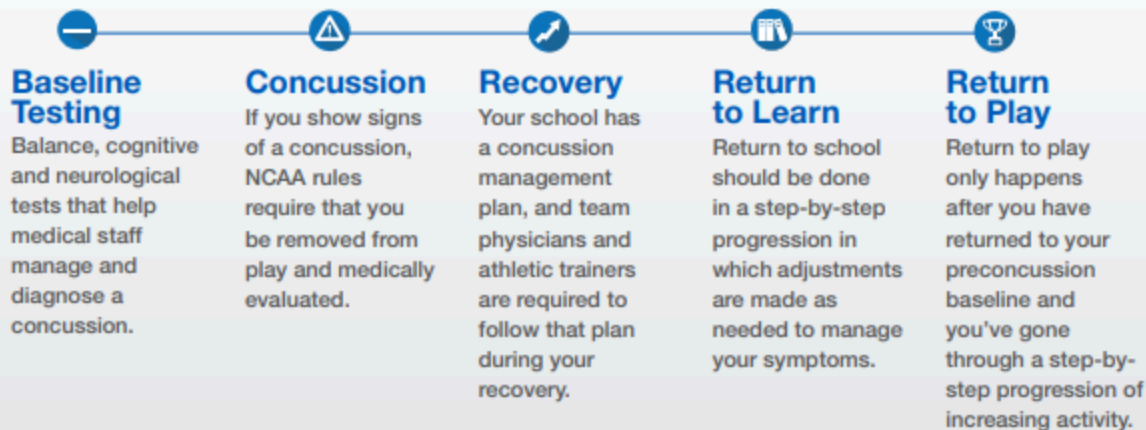 Baseline
Testing
Balance, cognitive
and neurological
tests that help
medical staff
manage and
diagnose a
concussion.
Concussion
If you show signs
of a concussion,
NCAA rules
require that you
be removed from
play and medically
evaluated.
Recovery
Your school has
a concussion
management
plan, and team
physicians and
athletic trainers
are required to
follow that plan
during your
recovery.
Return
to Learn
Return to school
should be done
in a step-by-step
progression in
which adjustments
are made as
needed to manage
your symptoms.
Return
to Play
Return to play
only happens
after you have
returned to your
preconcussion
baseline and
you’ve gone
through a step-by-
step progression of
increasing activity.